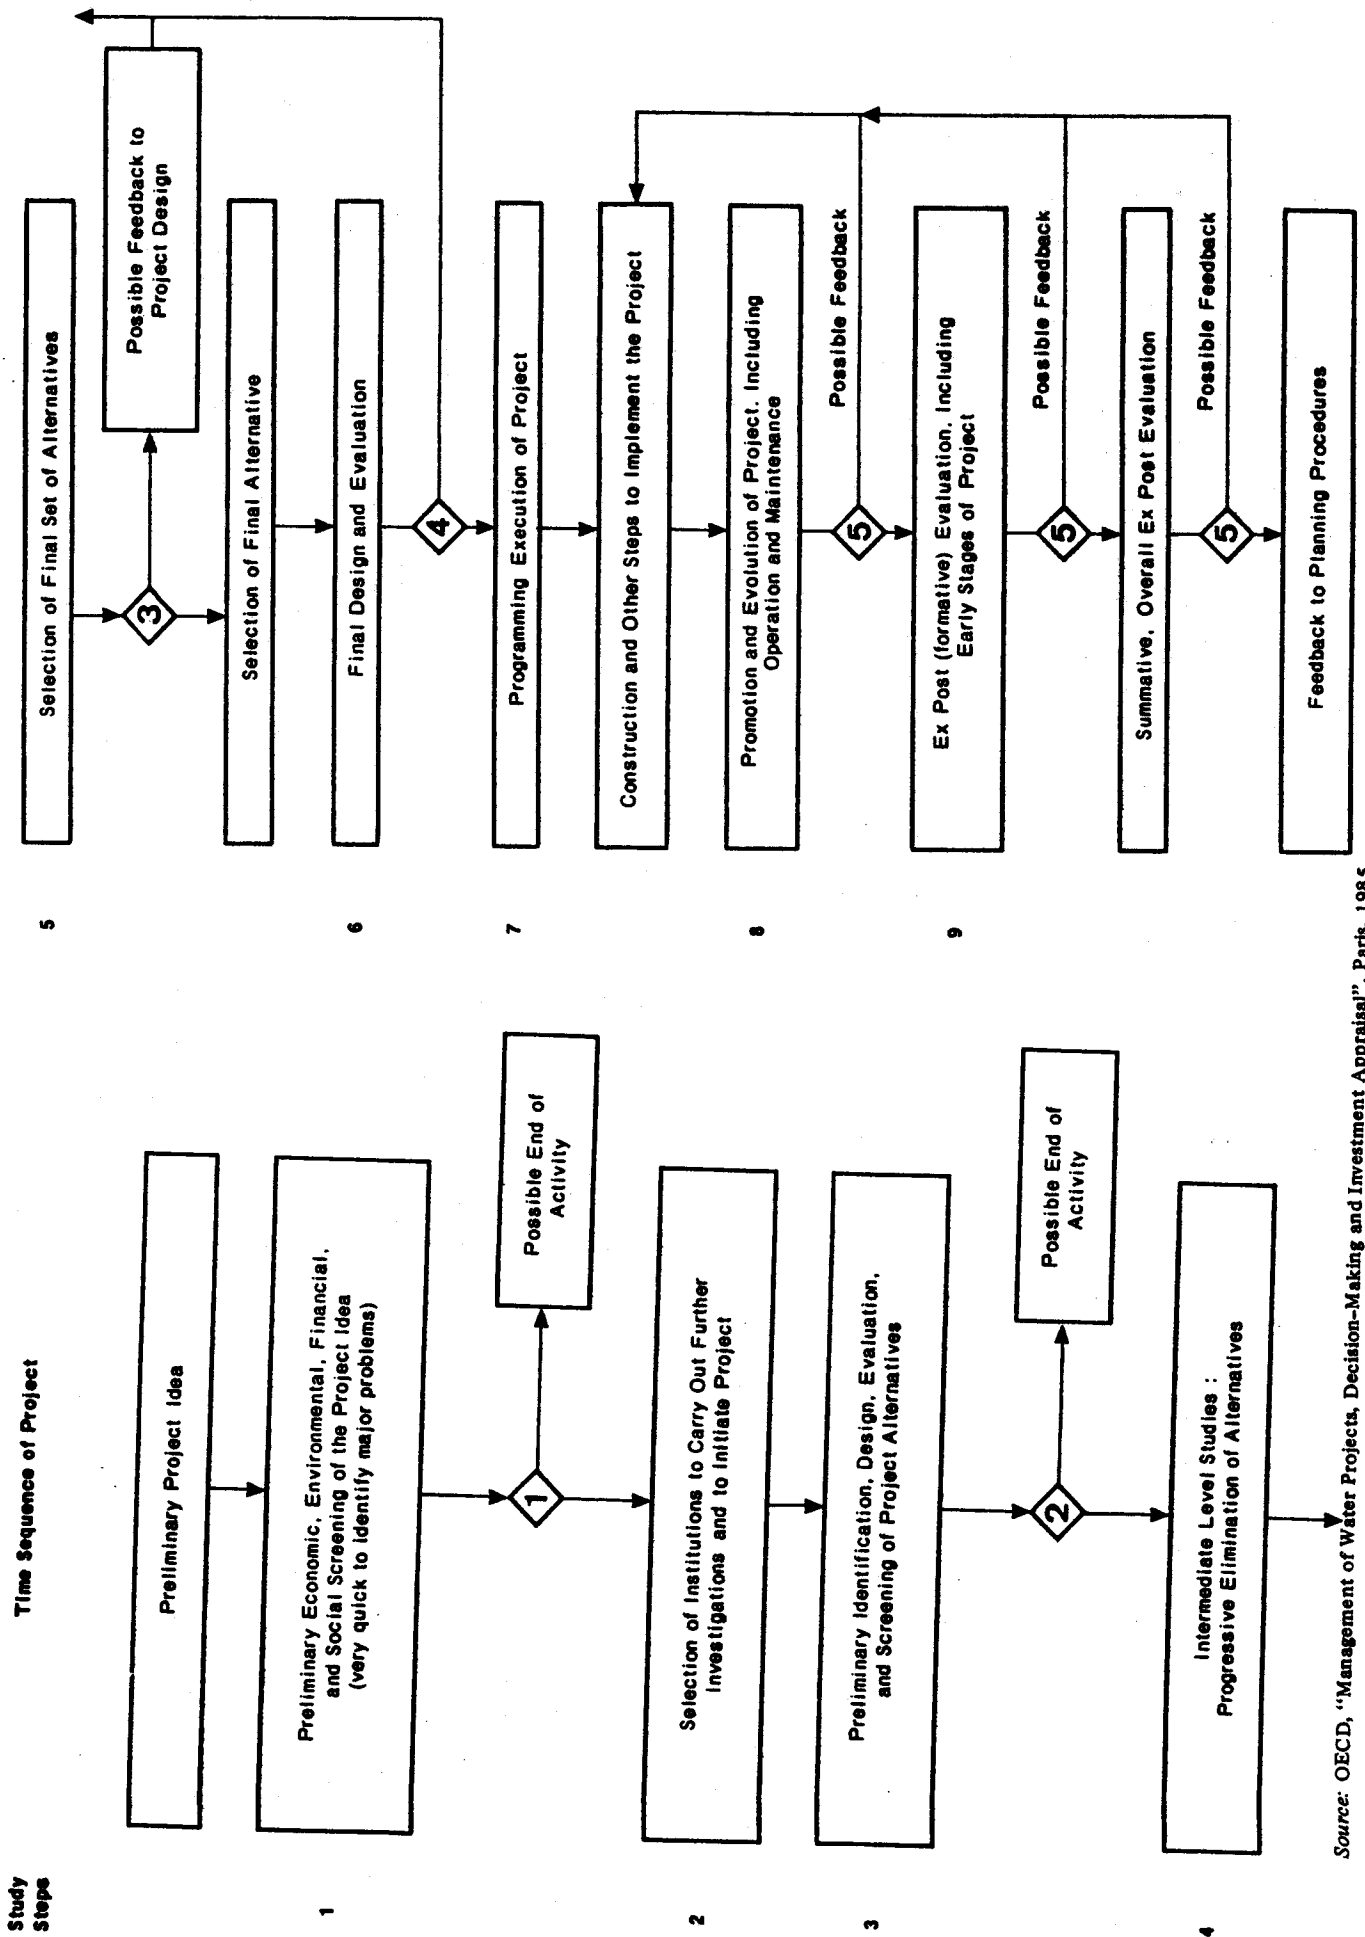 Study
Steps
Time Sequence of Project
Preliminary Project Idea
1
Preliminary Economic, Environmental, Financial,
and Social Screening of the Project Idea
(very quick to identify major problems)
1
Possible End of
Activity
2
Selection of Institutions to Carry Out Further
Investigations and to Initiate Project
3
Preliminary Identification, Design, Evaluation,
and Screening of Project Alternatives
2
Possible End of
Activity
4
Intermediate Level Studies :
Progressive Elimination of Alternatives
5
Selection of Final Set of Alternatives
3
Possible Feedback to
Project Design
Selection of Final Alternative
6
Final Design and Evaluation
4
7
Programming Execution of Project
Construction and Other Steps to Implement the Project
8
Promotion and Evolution of Project, Including
Operation and Maintenance
5
Possible Feedback
9
Ex Post (formative) Evaluation, Including
Early Stages of Project
5
Possible Feedback
Summative, Overall Ex Post Evaluation
5
Possible Feedback
Feedback to Planning Procedures
Source: OECD, “Management of Water Projects, Decision-Making and Investment Appraisal”, Paris, 1985